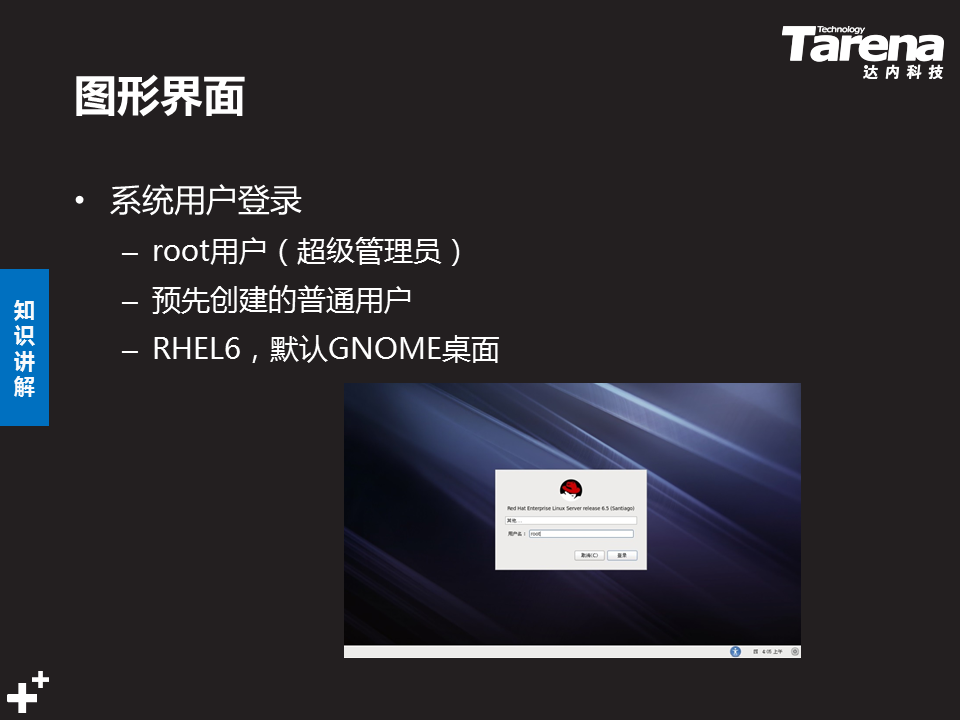 Technology
Tarena
达内科技
图形界面
• 系统用户登录
– root用户（超级管理员）
– 预先创建的普通用户
– RHEL6，默认GNOME桌面
知识讲解
Red Hat Enterprise Linux Server release 6.5 (Santiago)
其他...
用户名：root
取消(C) 登录